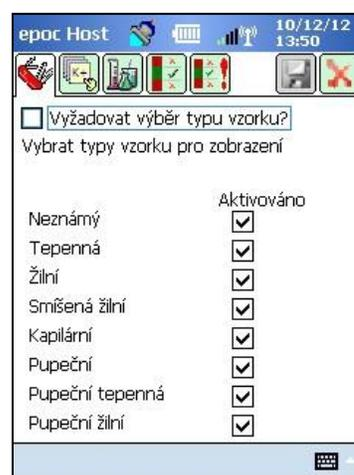 epoc Host 10/12/12
13:50
K+
Vyžadovat výběr typu vzorku?
Vybrat typy vzorku pro zobrazení
Aktivováno
Neznámý
Tepenná
Žilní
Smíšená žilní
Kapilární
Pupeční
Pupeční tepenná
Pupeční žilní